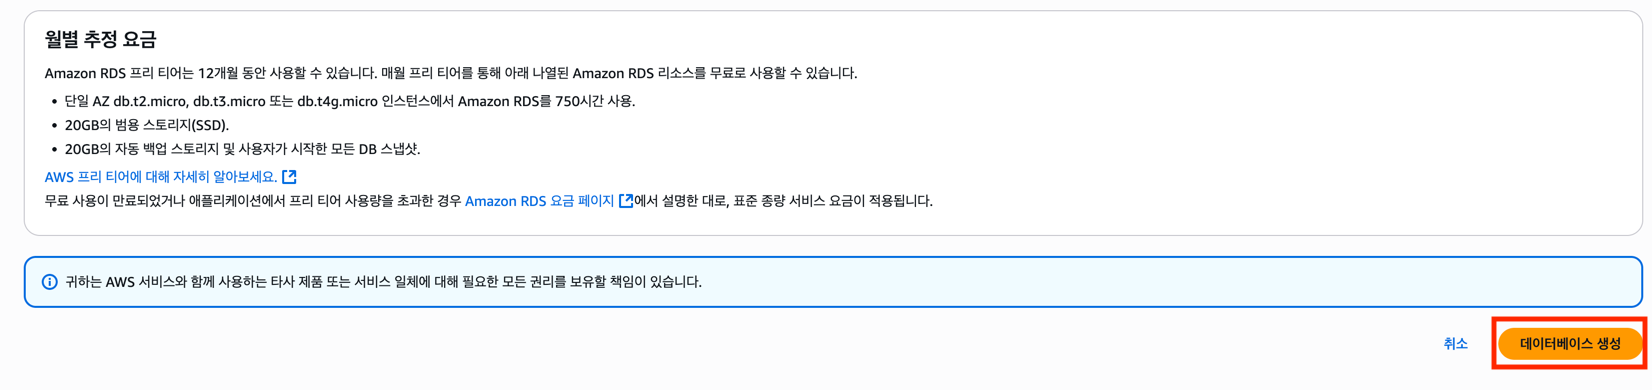 월별 추정 요금
Amazon RDS 프리 티어는 12개월 동안 사용할 수 있습니다. 매월 프리 티어를 통해 아래 나열된 Amazon RDS 리소스를 무료로 사용할 수 있습니다.
• 단일 AZ db.t2.micro, db.t3.micro 또는 db.t4g.micro 인스턴스에서 Amazon RDS를 750시간 사용.
• 20GB의 범용 스토리지(SSD).
• 20GB의 자동 백업 스토리지 및 사용자가 시작한 모든 DB 스냅샷.
AWS 프리 티어에 대해 자세히 알아보세요.
무료 사용이 만료되었거나 애플리케이션에서 프리 티어 사용량을 초과한 경우 Amazon RDS 요금 페이지에서 설명한 대로, 표준 종량 서비스 요금이 적용됩니다.
귀하는 AWS 서비스와 함께 사용하는 타사 제품 또는 서비스 일체에 대해 필요한 모든 권리를 보유할 책임이 있습니다.
취소 데이터베이스 생성